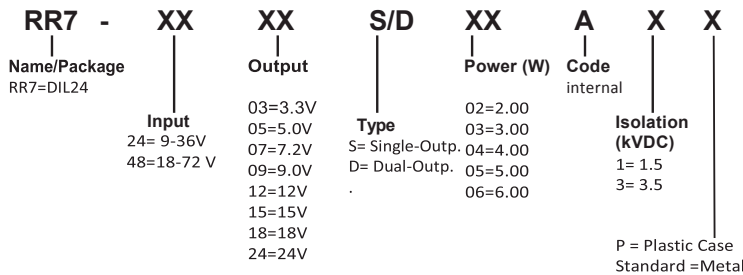 RR7 - XX XX S/D XX A X X
Name/Package
RR7=DIL24
Input
24= 9-36V
48=18-72 V
Output
03=3.3V
05=5.0V
07=7.2V
09=9.0V
12=12V
15=15V
18=18V
24=24V
Type
S= Single-Outp.
D= Dual-Outp.
.
Power (W)
02=2.00
03=3.00
04=4.00
05=5.00
06=6.00
Code
internal
Isolation
(kVDC)
1= 1.5
3= 3.5
P = Plastic Case
Standard =Metal